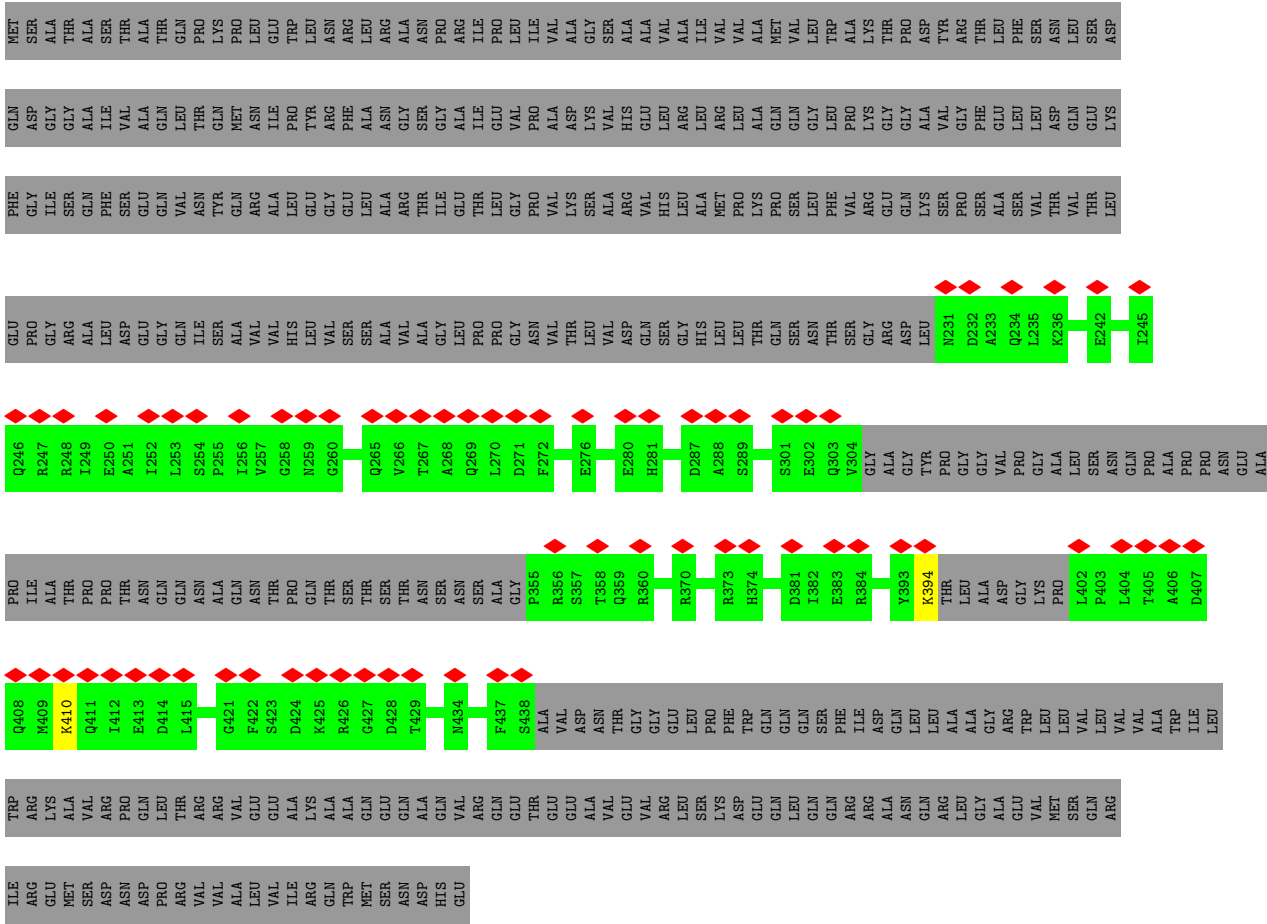 MET SER ALA THR ALA SER THR ALA THR GLN PRO LYS PRO LEU GLU TRP LEU ASN ARG LEU ARG ALA ASN PRO ARG ILE PRO LEU ILE VAL ALA GLY SER ALA ALA VAL ALA ILE VAL VAL ALA MET VAL LEU TRP ALA LYS THR PRO ASP TYR ARG THR LEU PHE SER ASN LEU SER ASP
GLN ASP GLY GLY ALA ILE VAL ALA GLN LEU THR GLN MET ASN ILE PRO TYR ARG PHE ALA ASN GLY SER GLY ALA ILE GLU VAL PRO ALA ASP LYS VAL HIS GLU LEU ARG LEU ARG LEU ALA GLN GLN GLY LEU PRO LYS GLY GLY ALA VAL GLY PHE GLU LEU LEU ASP GLN GLU LYS
PHE GLY ILE SER GLN PHE SER GLU GLN VAL ASN TYR GLN ARG ALA LEU GLU GLY GLU LEU ALA ARG THR ILE GLU THR LEU GLY PRO VAL LYS SER ALA ARG VAL HIS LEU ALA MET PRO LYS PRO SER LEU PHE VAL ARG GLU GLN LYS SER PRO SER ALA SER VAL THR VAL THR LEU
GLU PRO GLY ARG ALA LEU ASP GLU GLY GLN ILE SER ALA VAL VAL HIS LEU VAL SER SER ALA VAL ALA GLY LEU PRO PRO GLY ASN VAL THR LEU VAL ASP GLN SER GLY HIS LEU LEU THR GLN SER ASN THR SER GLY ARG ASP LEU N231 D232 A233 Q234 L235 K236 E242 I245
Q246 R247 R248 I249 E250 A251 I252 L253 S254 P255 I256 V257 G258 N259 G260 Q265 V266 T267 A268 Q269 L270 D271 F272 E276 E280 H281 D287 A288 S289 S301 E302 Q303 V304 GLY ALA GLY TYR PRO GLY GLY VAL PRO GLY ALA LEU SER ASN GLN PRO ALA PRO PRO ASN GLU ALA
PRO ILE ALA THR PRO PRO THR ASN GLN GLN ASN ALA GLN ASN THR PRO GLN THR SER THR SER THR ASN SER ASN SER ALA GLY P355 R356 S357 T358 Q359 R360 R370 R373 H374 D381 I382 E383 R384 Y393 K394 THR LEU ALA ASP GLY LYS PRO L402 P403 L404 T405 A406 D407
Q408 M409 K410 Q411 I412 E413 D414 L415 G421 F422 S423 D424 K425 R426 G427 D428 T429 N434 F437 S438 ALA VAL ASP ASN THR GLY GLY GLU LEU PRO PHE TRP GLN GLN GLN SER PHE ILE ASP GLN LEU LEU ALA ALA GLY ARG TRP LEU LEU VAL LEU VAL VAL ALA TRP ILE LEU
TRP ARG LYS ALA VAL ARG PRO GLN LEU THR ARG ARG VAL GLU GLU ALA LYS ALA ALA GLN GLU GLN ALA GLN VAL ARG GLN GLU THR GLU GLU ALA VAL GLU VAL ARG LEU SER LYS ASP GLU GLN LEU GLN GLN ARG ARG ALA ASN GLN ARG LEU GLY ALA GLU VAL MET SER GLN ARG
ILE ARG GLU MET SER ASP ASN ASP PRO ARG VAL VAL ALA LEU VAL ILE ARG GLN TRP MET SER ASN ASP HIS GLU